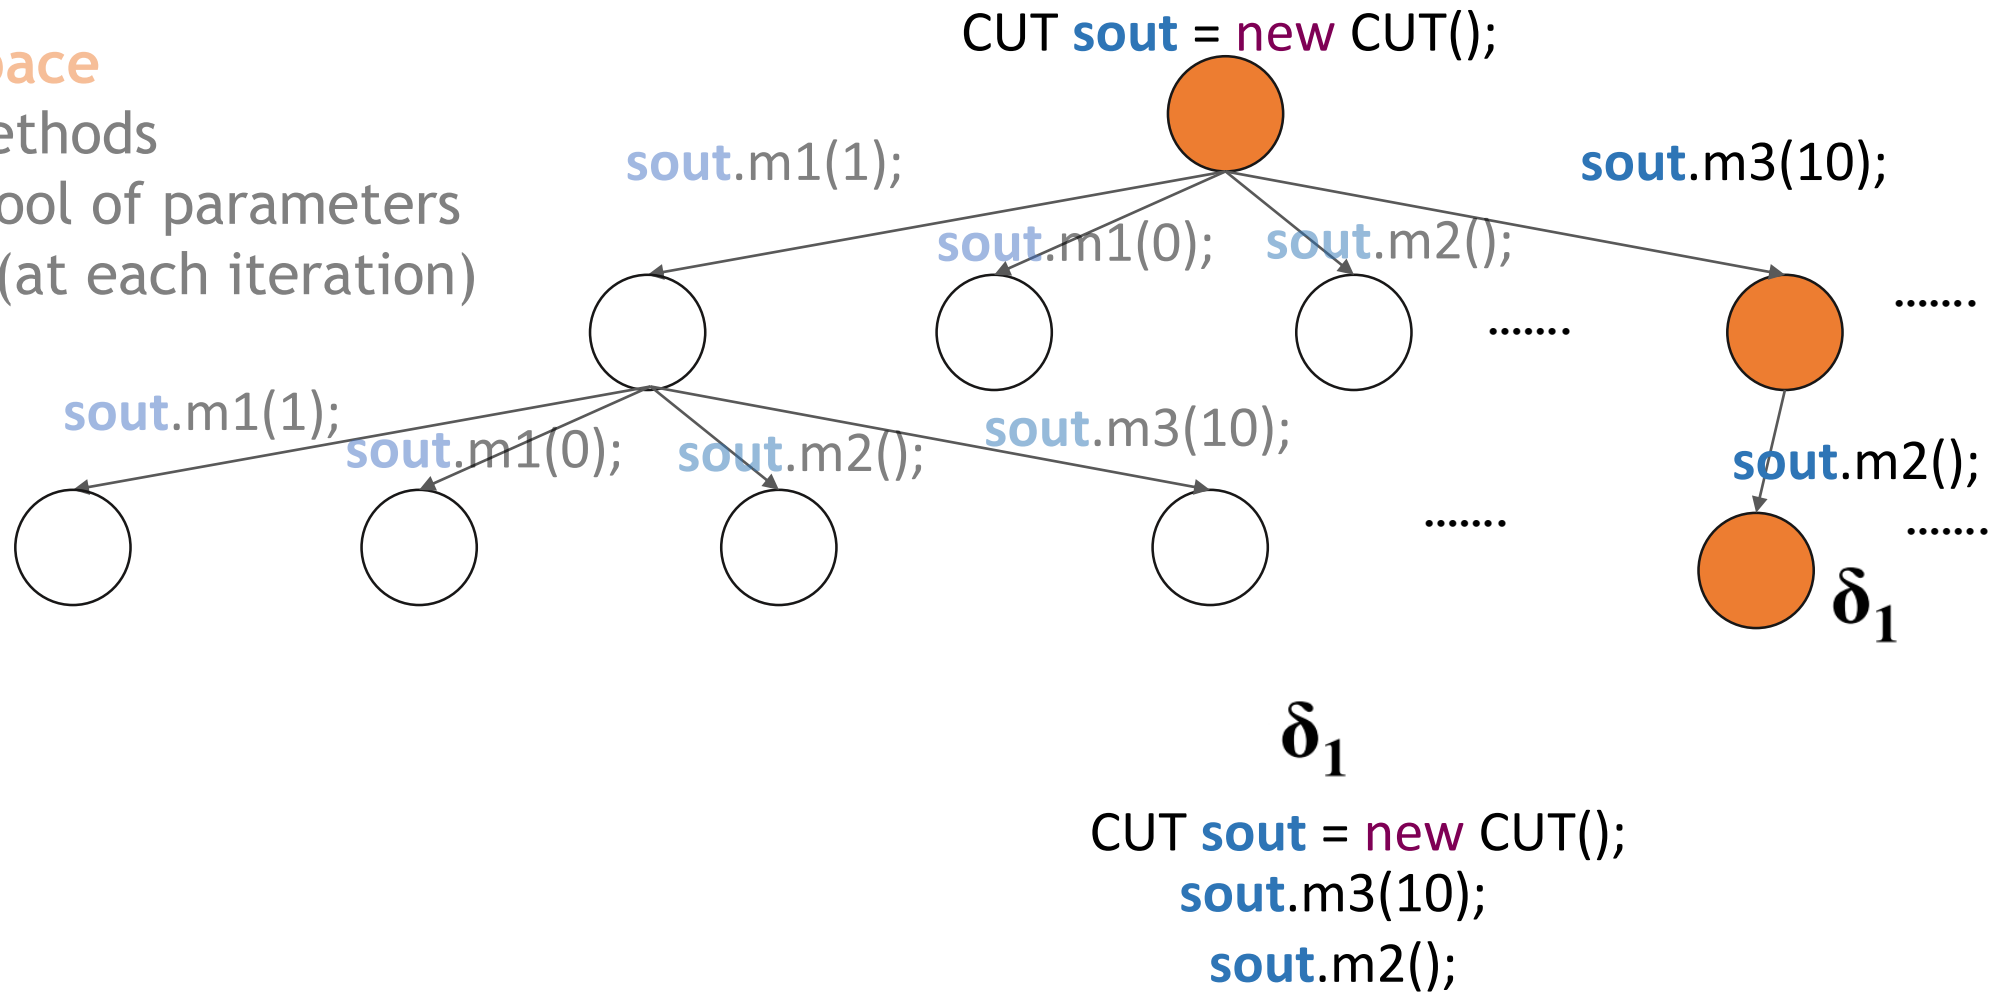 CUT sout = new CUT();
pace
ethods
ool of parameters
(at each iteration)
sout.m1(1);
sout.m3(10);
sout.m1(0);
sout.m2();
.......
.......
sout.m1(1);
sout.m1(0);
sout.m2();
sout.m3(10);
sout.m2();
.......
.......
δ1
δ1
CUT sout = new CUT();
sout.m3(10);
sout.m2();